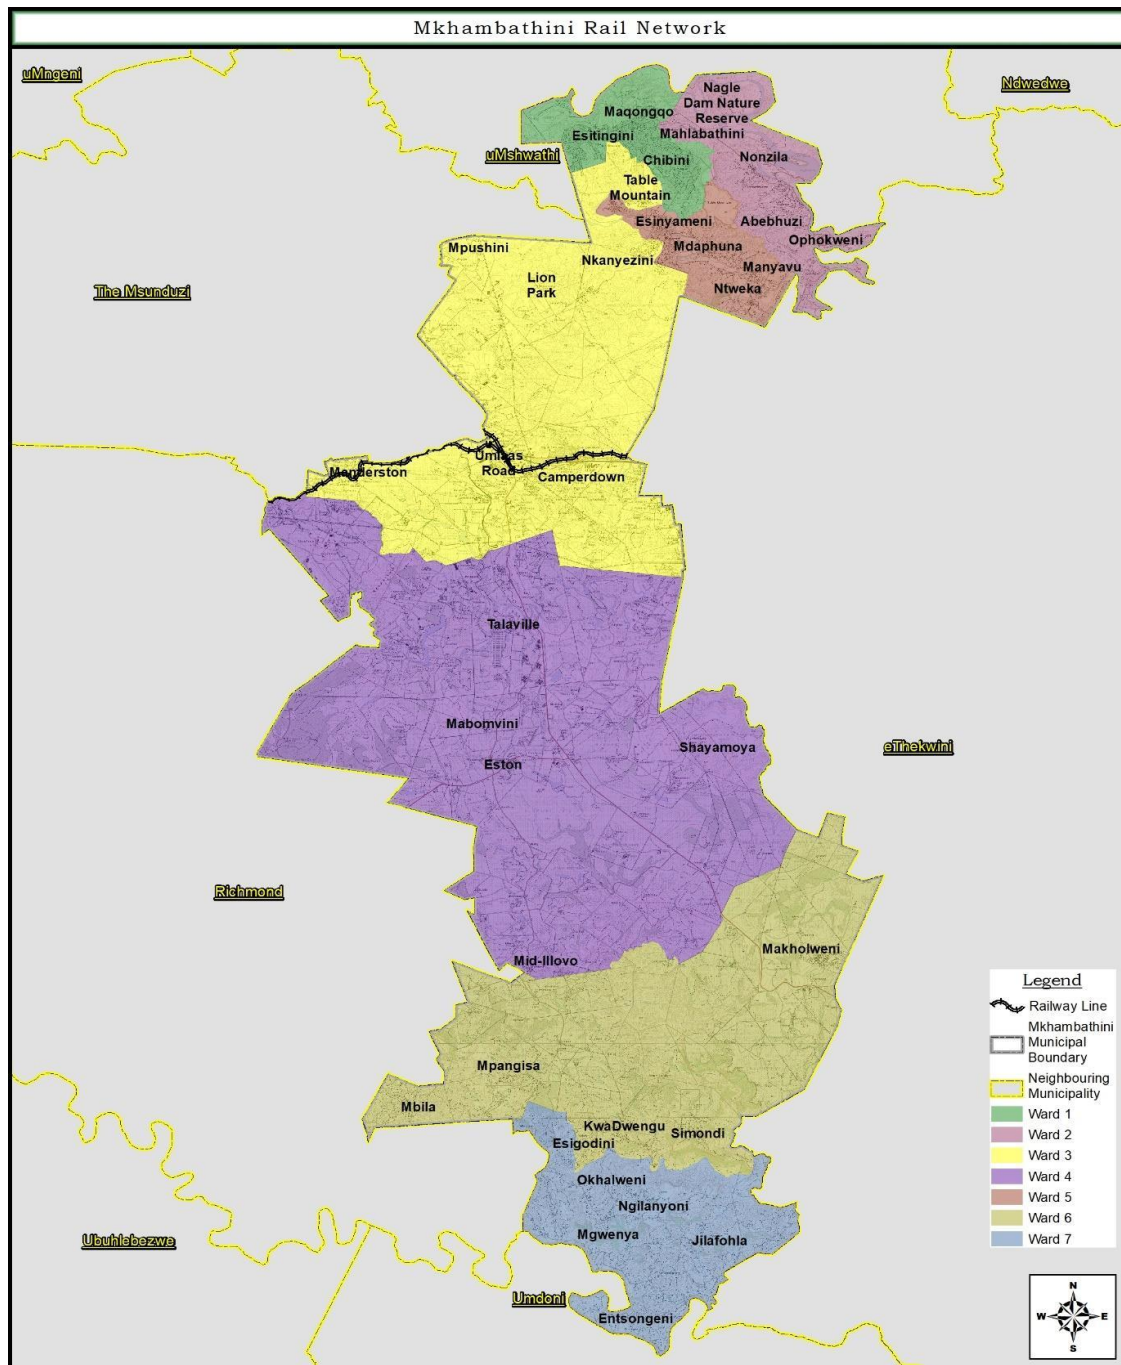 Mkhambathini Rail Network
uMngeni
Ndwedwe
Nagle
Dam Nature
Reserve
Maqongqo
Mahlabathini
Esitingini
uMshwathi
Chibini
Nonzila
Table
Mountain
Esinyameni
Abebhuzi
Ophokweni
Mpushini
Mdaphuna
Nkanyezini
Manyavu
Lion
Park
Ntweka
The Msunduzi
Umlaas
Road
Manderston
Camperdown
Talaville
Mabomvini
Shayamoya
eThekwini
Eston
Richmond
Makholweni
Mid-Illovo
Mpangisa
Mbila
KwaDwengu
Simondi
Esigodini
Okhalweni
Ngilanyoni
Mgwenya
Jilafohla
Ubuhlebezwe
Umdoni
Entsongeni
Legend
Railway Line
Mkhambathini
Municipal
Boundary
Neighbouring
Municipality
Ward 1
Ward 2
Ward 3
Ward 4
Ward 5
Ward 6
Ward 7
N
W E
S